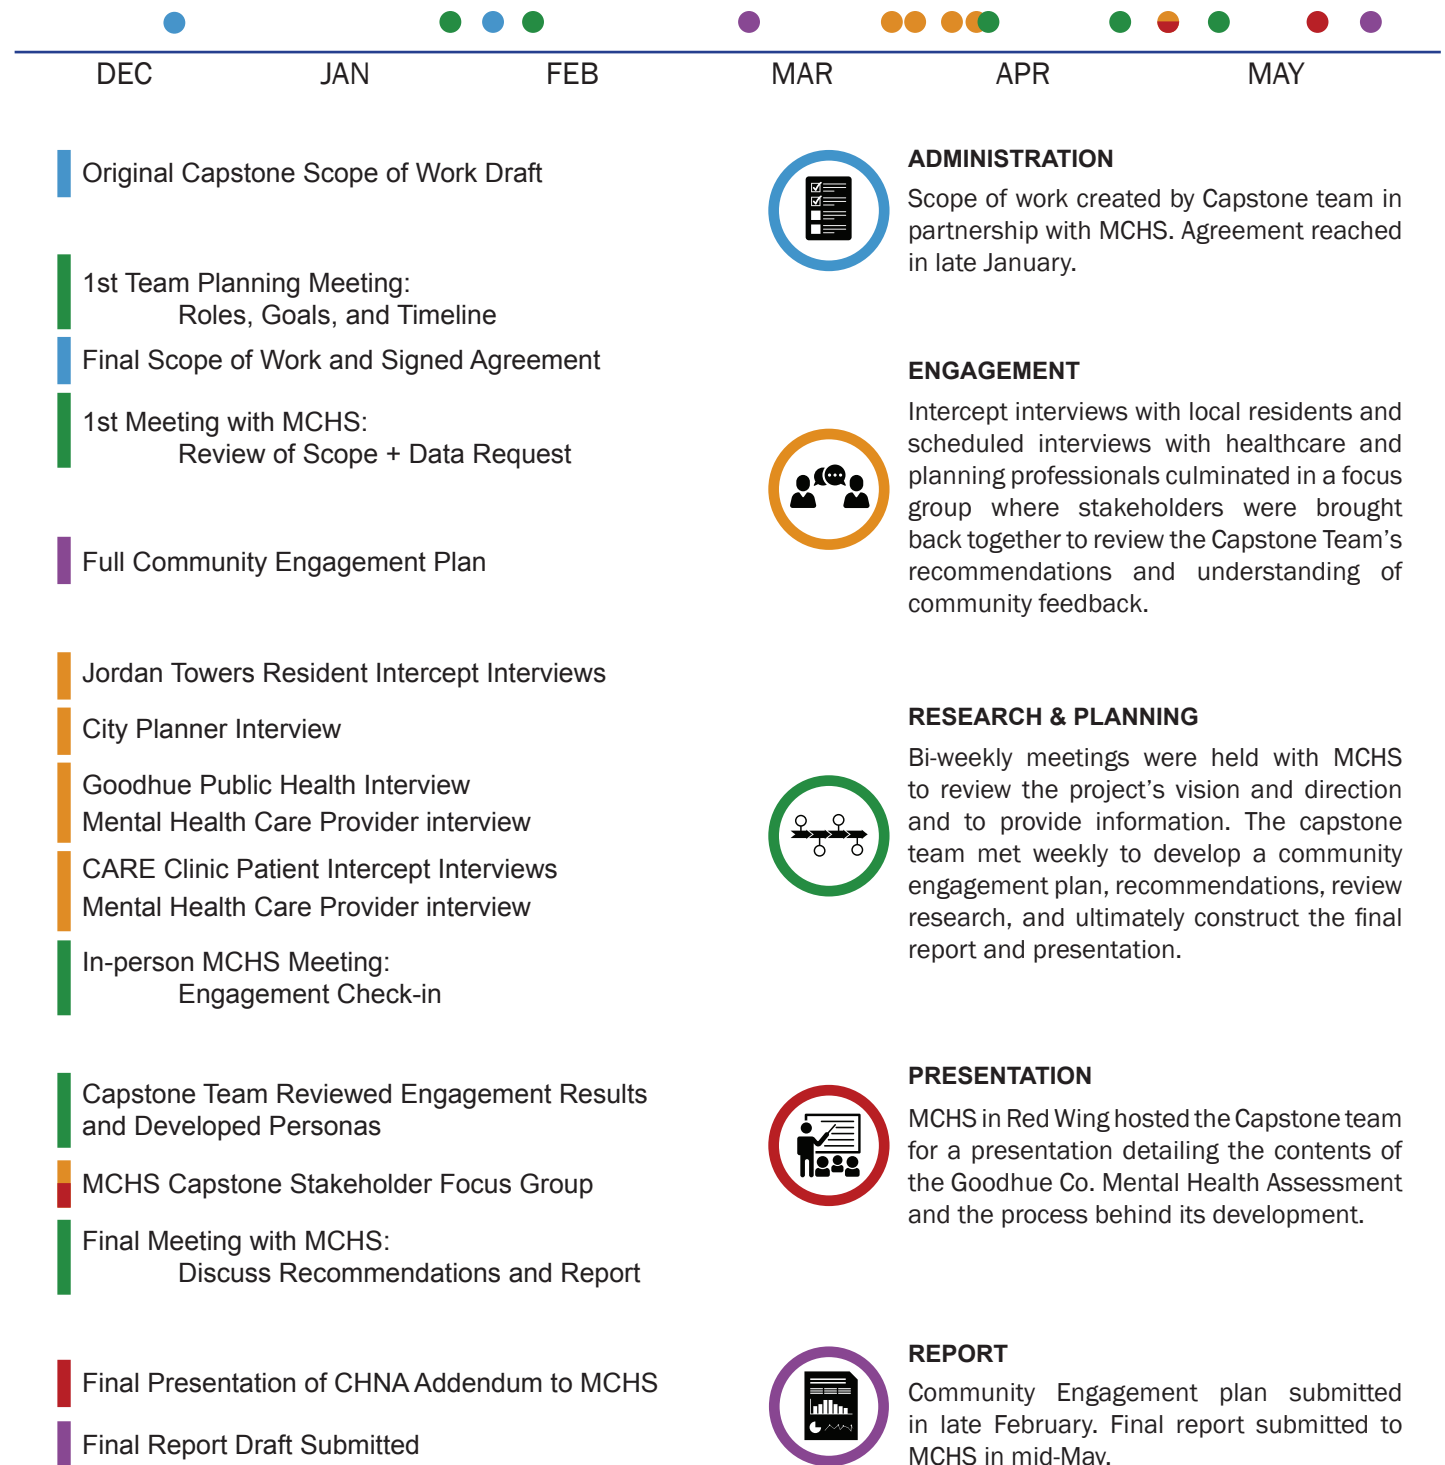 DEC JAN FEB MAR APR MAY
Original Capstone Scope of Work Draft
1st Team Planning Meeting:
Roles, Goals, and Timeline
Final Scope of Work and Signed Agreement
1st Meeting with MCHS:
Review of Scope + Data Request
Full Community Engagement Plan
Jordan Towers Resident Intercept Interviews
City Planner Interview
Goodhue Public Health Interview
Mental Health Care Provider interview
CARE Clinic Patient Intercept Interviews
Mental Health Care Provider interview
In-person MCHS Meeting:
Engagement Check-in
Capstone Team Reviewed Engagement Results
and Developed Personas
MCHS Capstone Stakeholder Focus Group
Final Meeting with MCHS:
Discuss Recommendations and Report
Final Presentation of CHNA Addendum to MCHS
Final Report Draft Submitted
ADMINISTRATION
Scope of work created by Capstone team in
partnership with MCHS. Agreement reached
in late January.
ENGAGEMENT
Intercept interviews with local residents and
scheduled interviews with healthcare and
planning professionals culminated in a focus
group where stakeholders were brought
back together to review the Capstone Team’s
recommendations and understanding of
community feedback.
RESEARCH & PLANNING
Bi-weekly meetings were held with MCHS
to review the project’s vision and direction
and to provide information. The capstone
team met weekly to develop a community
engagement plan, recommendations, review
research, and ultimately construct the final
report and presentation.
PRESENTATION
MCHS in Red Wing hosted the Capstone team
for a presentation detailing the contents of
the Goodhue Co. Mental Health Assessment
and the process behind its development.
REPORT
Community Engagement plan submitted
in late February. Final report submitted to
MCHS in mid-May.